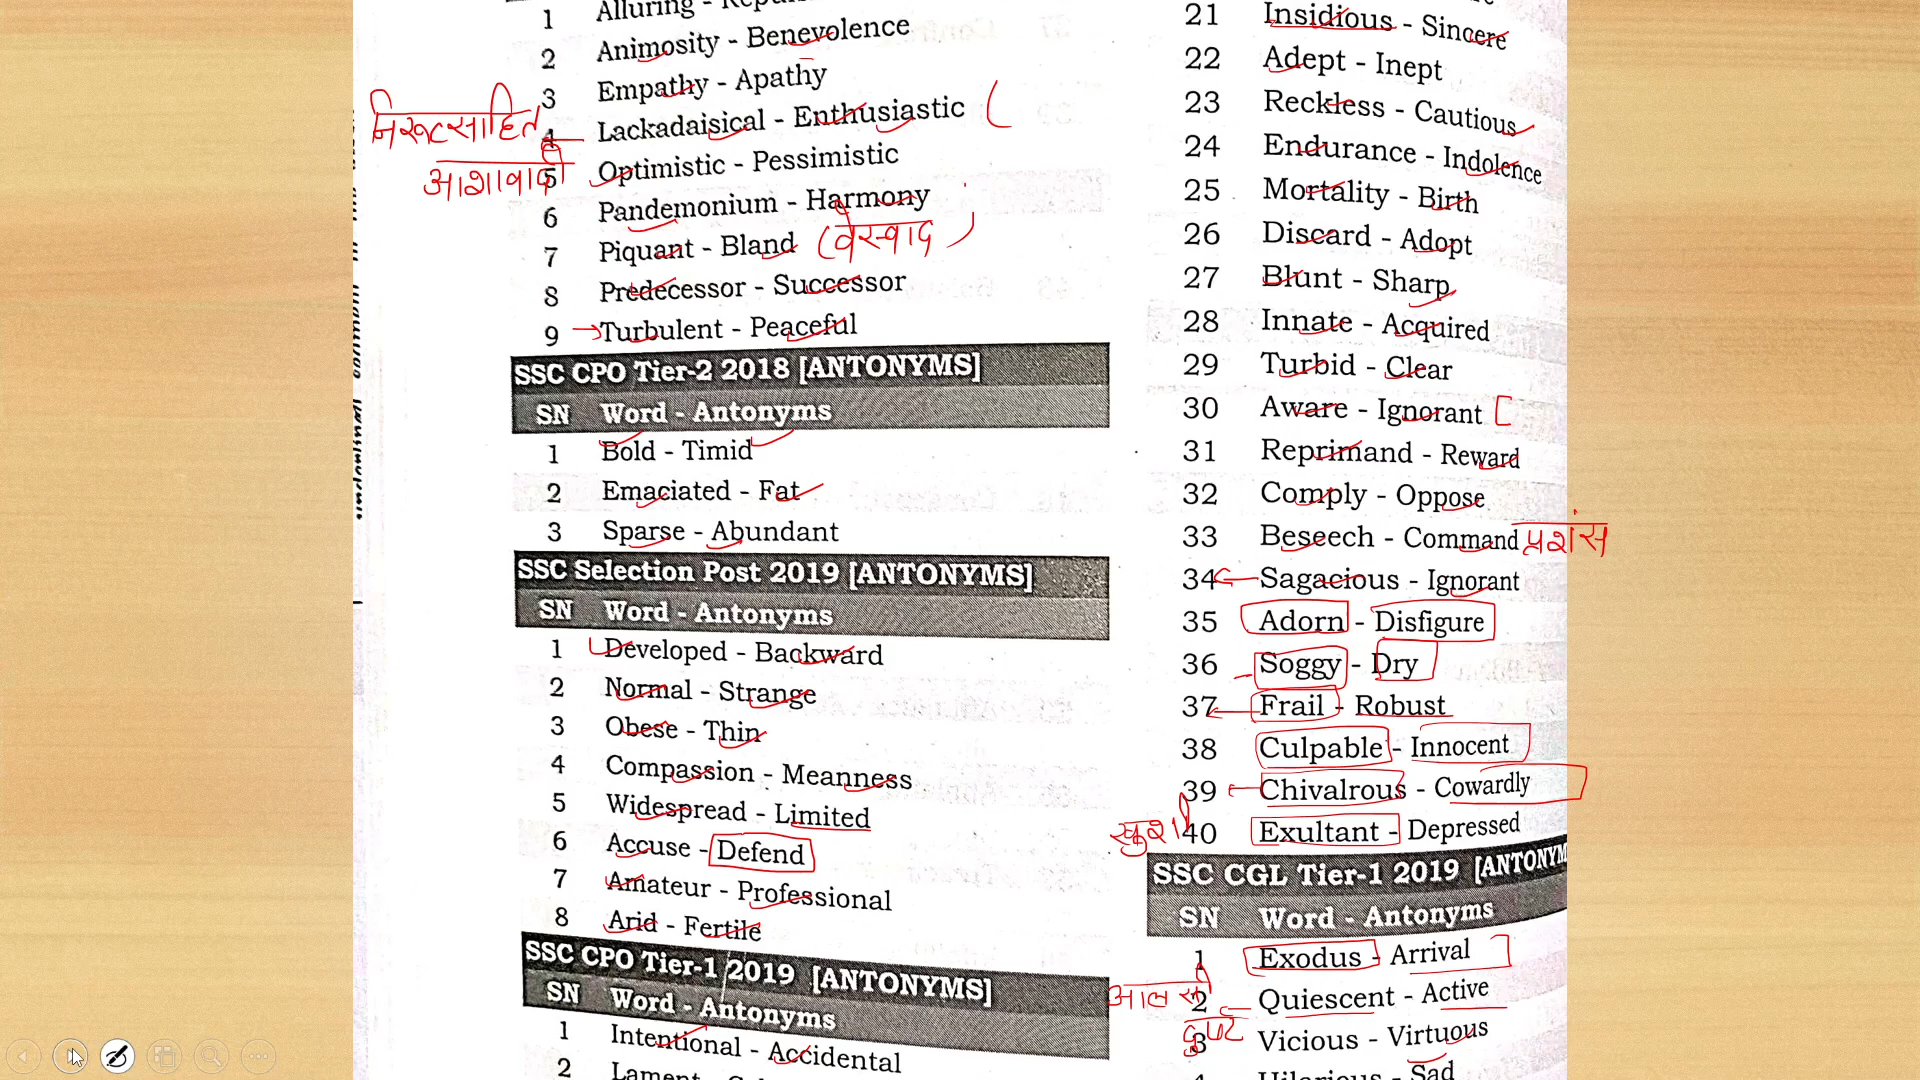 1 Alluring -
2 Animosity - Benevolence
3 Empathy - Apathy
4 Lackadaisical - Enthusiastic
निरूत्साहित
5 Optimistic - Pessimistic
आशावादी
6 Pandemonium - Harmony
7 Piquant - Bland (वेस्वाद)
8 Predecessor - Successor
9 Turbulent - Peaceful
SSC CPO Tier-2 2018 [ANTONYMS]
SN Word - Antonyms
1 Bold - Timid
2 Emaciated - Fat
3 Sparse - Abundant
SSC Selection Post 2019 [ANTONYMS]
SN Word - Antonyms
1 Developed - Backward
2 Normal - Strange
3 Obese - Thin
4 Compassion - Meanness
5 Widespread - Limited
6 Accuse - Defend
7 Amateur - Professional
8 Arid - Fertile
SSC CPO Tier-1 2019 [ANTONYMS]
SN Word - Antonyms
1 Intentional - Accidental
2 Lament -
21 Insidious - Sincere
22 Adept - Inept
23 Reckless - Cautious
24 Endurance - Indolence
25 Mortality - Birth
26 Discard - Adopt
27 Blunt - Sharp
28 Innate - Acquired
29 Turbid - Clear
30 Aware - Ignorant
31 Reprimand - Reward
32 Comply - Oppose
33 Beseech - Command प्रशंस
34 Sagacious - Ignorant
35 Adorn - Disfigure
36 Soggy - Dry
37 Frail - Robust
38 Culpable - Innocent
39 Chivalrous - Cowardly
खुशी
40 Exultant - Depressed
SSC CGL Tier-1 2019 [ANTONYM
SN Word - Antonyms
1 Exodus - Arrival
आलसी
2 Quiescent - Active
3 Vicious - Virtuous
4 Hilarious - Sad